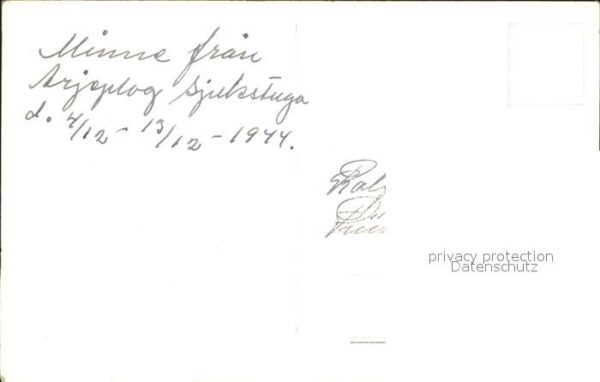 Minne från
Arjeplog Sjukstuga
d. 4/12 - 13/12 - 1944.
privacy protection
Datenschutz